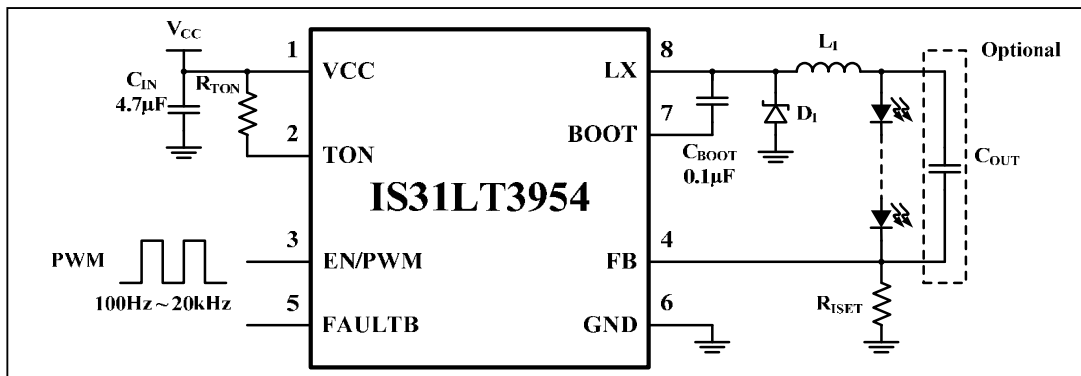 VCC
CIN
4.7µF
RTON
1
VCC
2
TON
IS31LT3954
PWM
100Hz ~ 20kHz
3
EN/PWM
5
FAULTB
8
LX
7
BOOT
4
FB
6
GND
CBOOT
0.1µF
DI
LI
Optional
COUT
RISET